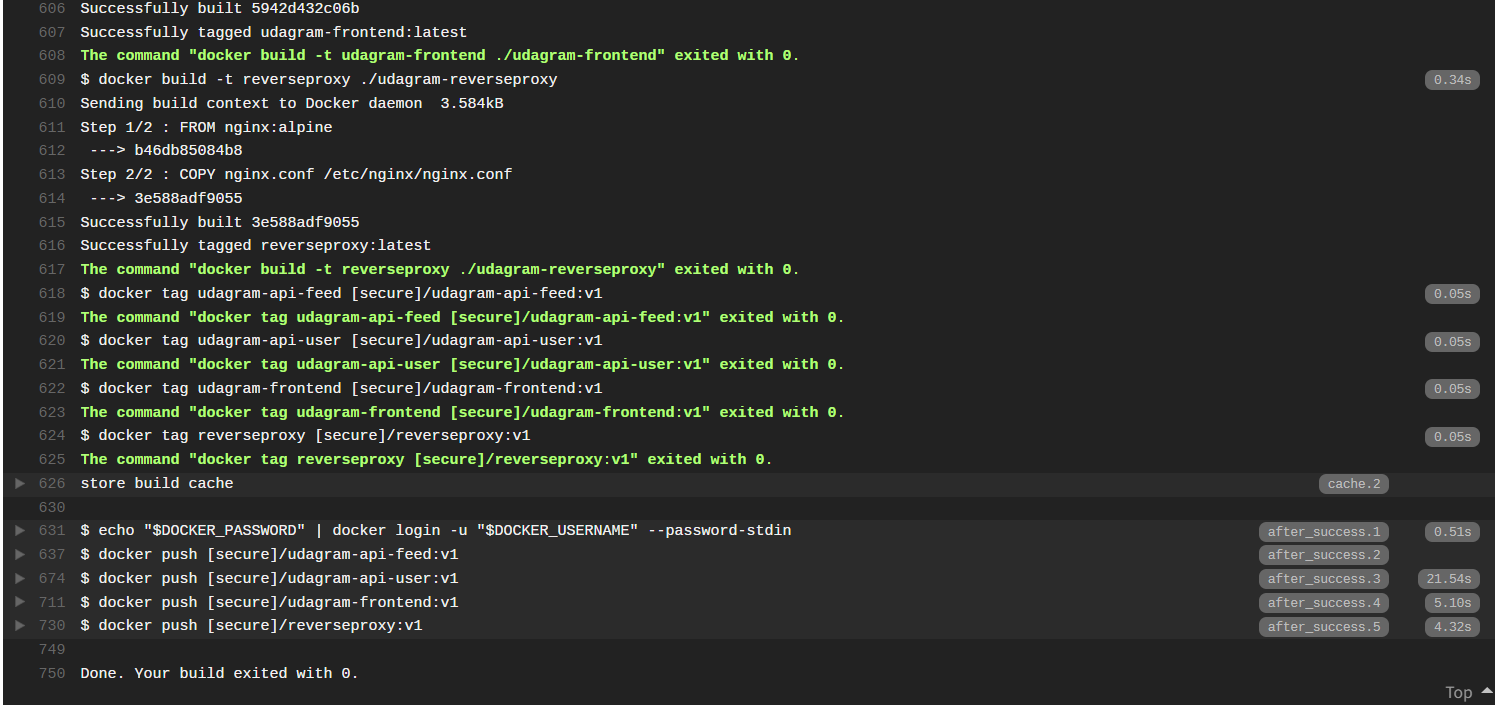 606 Successfully built 5942d432c06b
607 Successfully tagged udagram-frontend:latest
608 The command "docker build -t udagram-frontend ./udagram-frontend" exited with 0.
609 $ docker build -t reverseproxy ./udagram-reverseproxy 0.34s
610 Sending build context to Docker daemon  3.584kB
611 Step 1/2 : FROM nginx:alpine
612  ---> b46db85084b8
613 Step 2/2 : COPY nginx.conf /etc/nginx/nginx.conf
614  ---> 3e588adf9055
615 Successfully built 3e588adf9055
616 Successfully tagged reverseproxy:latest
617 The command "docker build -t reverseproxy ./udagram-reverseproxy" exited with 0.
618 $ docker tag udagram-api-feed [secure]/udagram-api-feed:v1 0.05s
619 The command "docker tag udagram-api-feed [secure]/udagram-api-feed:v1" exited with 0.
620 $ docker tag udagram-api-user [secure]/udagram-api-user:v1 0.05s
621 The command "docker tag udagram-api-user [secure]/udagram-api-user:v1" exited with 0.
622 $ docker tag udagram-frontend [secure]/udagram-frontend:v1 0.05s
623 The command "docker tag udagram-frontend [secure]/udagram-frontend:v1" exited with 0.
624 $ docker tag reverseproxy [secure]/reverseproxy:v1 0.05s
625 The command "docker tag reverseproxy [secure]/reverseproxy:v1" exited with 0.
626 store build cache cache.2
630
631 $ echo "$DOCKER_PASSWORD" | docker login -u "$DOCKER_USERNAME" --password-stdin after_success.1 0.51s
637 $ docker push [secure]/udagram-api-feed:v1 after_success.2
674 $ docker push [secure]/udagram-api-user:v1 after_success.3 21.54s
711 $ docker push [secure]/udagram-frontend:v1 after_success.4 5.10s
730 $ docker push [secure]/reverseproxy:v1 after_success.5 4.32s
749
750 Done. Your build exited with 0.
Top